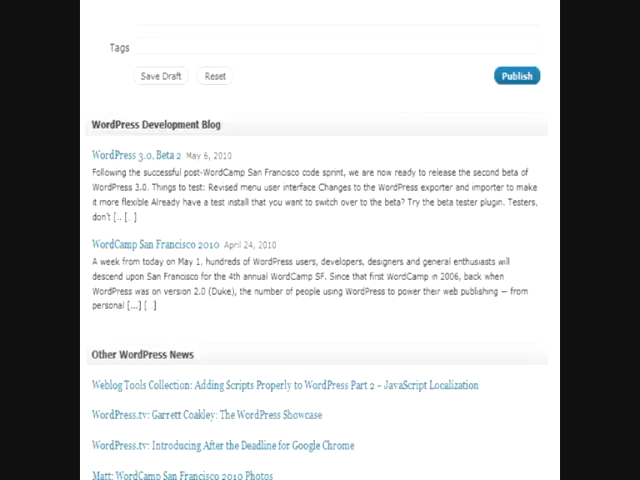 Tags
Save Draft Reset Publish
WordPress Development Blog
WordPress 3.0, Beta 2 May 6, 2010
Following the successful post-WordCamp San Francisco code sprint, we are now ready to release the second beta of
WordPress 3.0. Things to test: Revised menu user interface Changes to the WordPress exporter and importer to make
it more flexible Already have a test install that you want to switch over to the beta? Try the beta tester plugin. Testers,
don't [.. [ ]
WordCamp San Francisco 2010 April 24, 2010
A week from today on May 1, hundreds of WordPress users, developers, designers and general enthusiasts will
descend upon San Francisco for the 4th annual WordCamp SF. Since that first WordCamp in 2006, back when
WordPress was on version 2.0 (Duke), the number of people using WordPress to power their web publishing — from
personal [...] [ ]
Other WordPress News
Weblog Tools Collection: Adding Scripts Properly to WordPress Part 2 – JavaScript Localization
WordPress.tv: Garrett Coakley: The WordPress Showcase
WordPress.tv: Introducing After the Deadline for Google Chrome
Matt: WordCamp San Francisco 2010 Photos